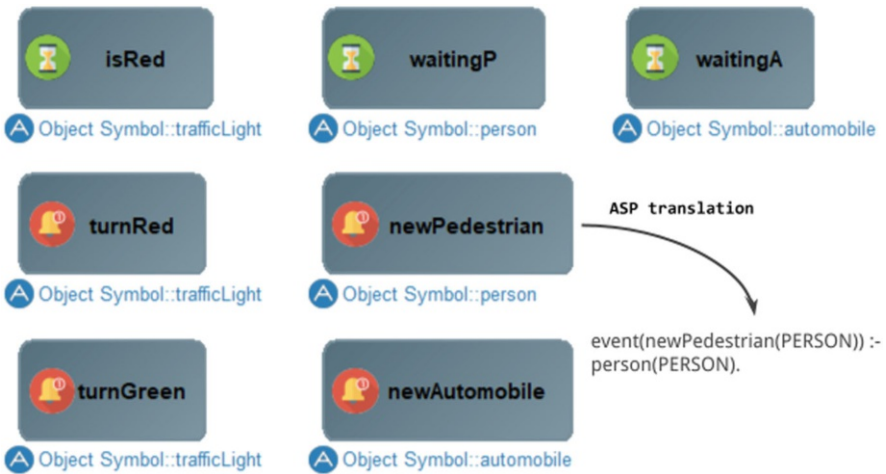 isRed
waitingP
waitingA
Object Symbol::trafficLight
Object Symbol::person
Object Symbol::automobile
turnRed
newPedestrian
ASP translation
Object Symbol::trafficLight
Object Symbol::person
event(newPedestrian(PERSON)) :-
person(PERSON).
turnGreen
newAutomobile
Object Symbol::trafficLight
Object Symbol::automobile